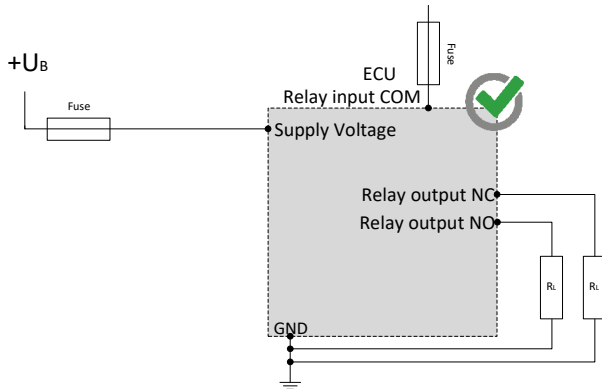 Fuse
ECU
Relay input COM
+UB
Fuse
Supply Voltage
Relay output NC
Relay output NO
RL
RL
GND